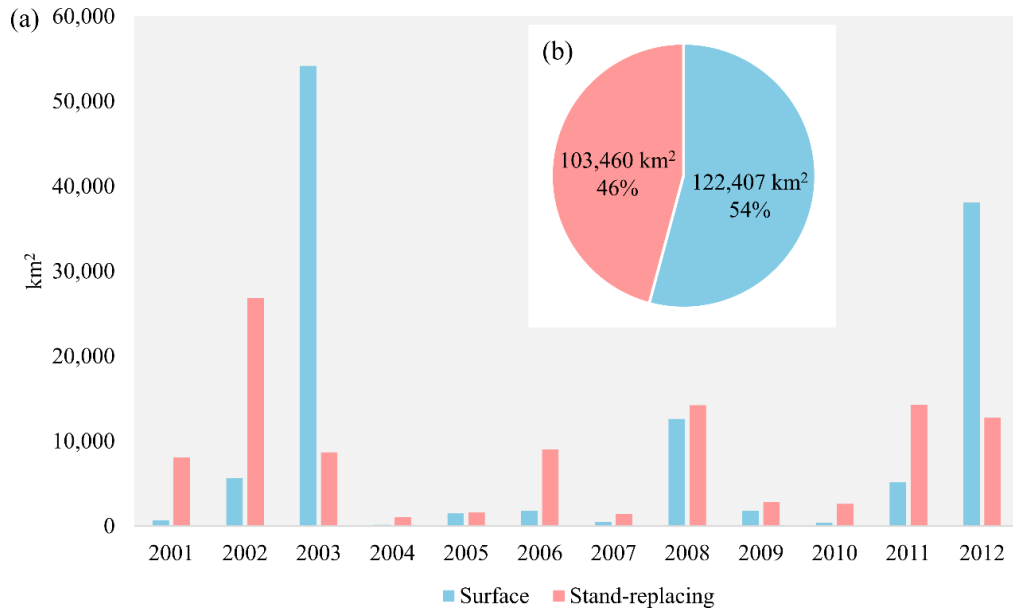 (a)
60,000
50,000
40,000
30,000
20,000
10,000
0
km²
(b)
103,460 km²
46%
122,407 km²
54%
2001 2002 2003 2004 2005 2006 2007 2008 2009 2010 2011 2012
Surface Stand-replacing